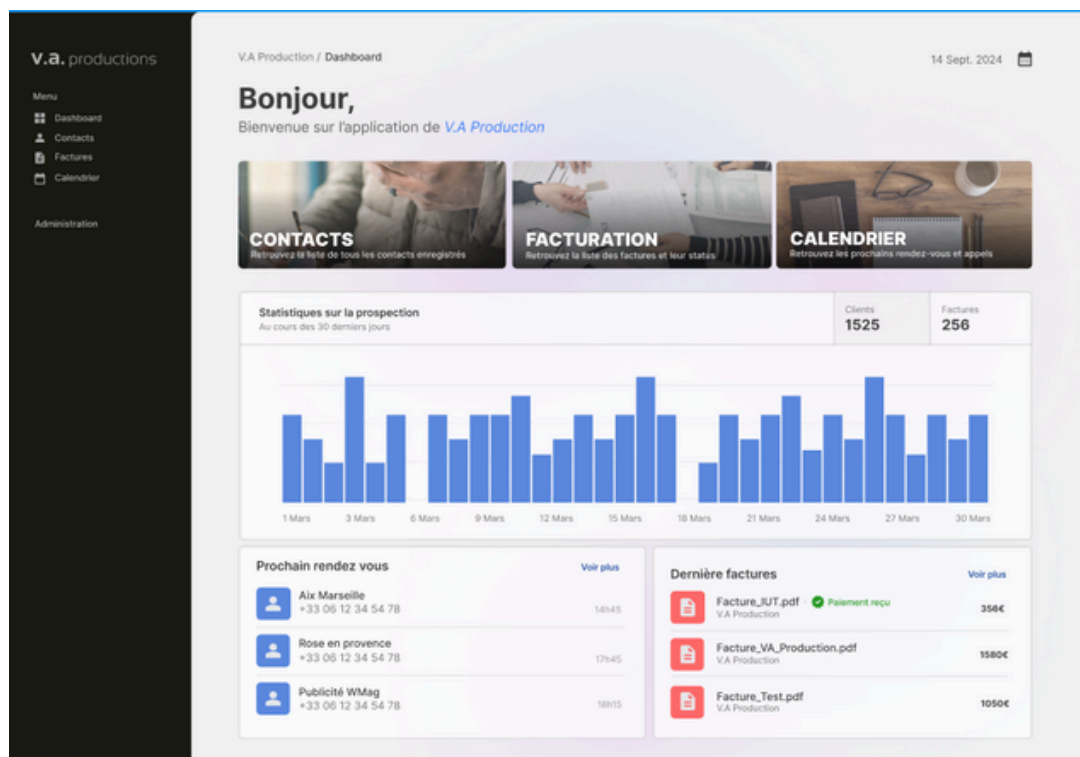 v.a. productions
Menu
Dashboard
Contacts
Factures
Calendrier
Administration
V.A Production / Dashboard
14 Sept. 2024
Bonjour,
Bienvenue sur l'application de V.A Production
CONTACTS
Retrouvez la liste de tous les contacts enregistrés
FACTURATION
Retrouvez la liste des factures et leur status
CALENDRIER
Retrouvez les prochains rendez-vous et appels
Statistiques sur la prospection
Au cours des 30 derniers jours
Clients
1525
Factures
256
1 Mars 3 Mars 6 Mars 9 Mars 12 Mars 15 Mars 18 Mars 21 Mars 24 Mars 27 Mars 30 Mars
Prochain rendez vous Voir plus
Aix Marseille
+33 06 12 34 54 78 14h45
Rose en provence
+33 06 12 34 54 78 17h45
Publicité WMag
+33 06 12 34 54 78 18h15
Dernière factures Voir plus
Facture_IUT.pdf Paiement reçu
V.A Production 356€
Facture_VA_Production.pdf
V.A Production 1580€
Facture_Test.pdf
V.A Production 1050€